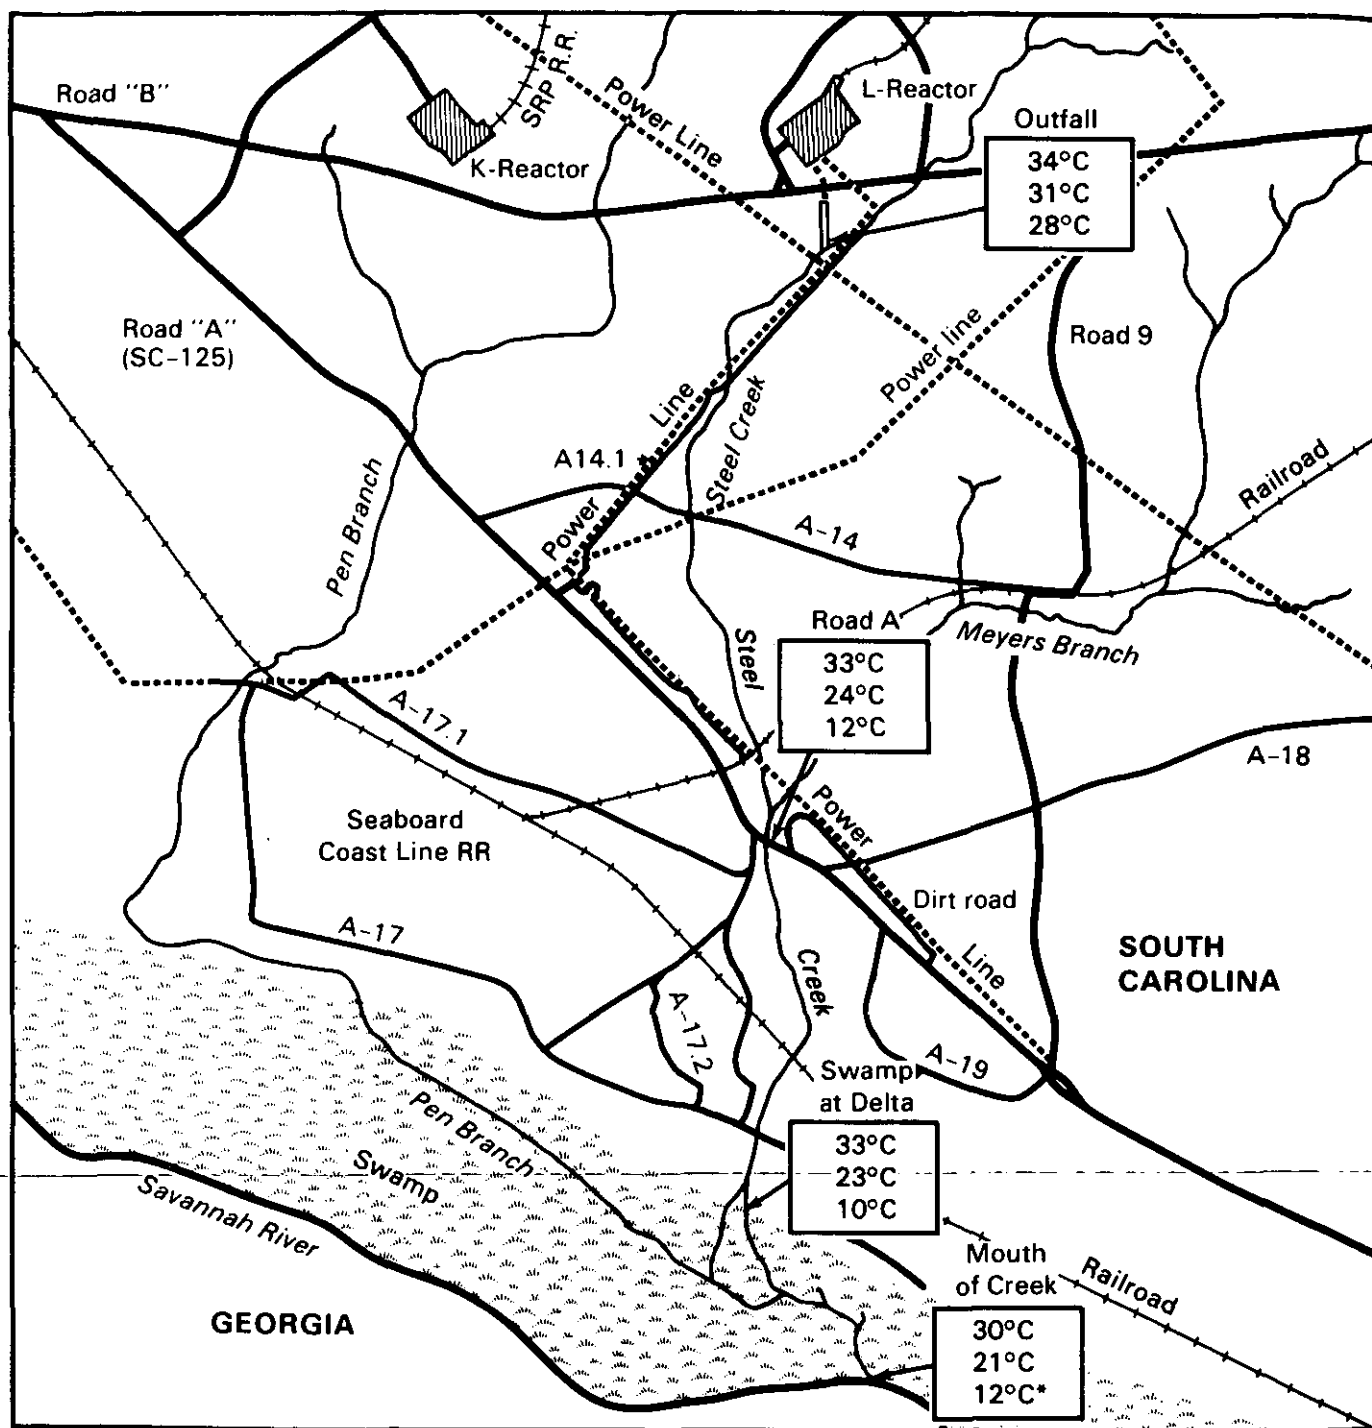 Road "B"
SRP R.R.
K-Reactor
Power Line
L-Reactor
Outfall
34°C
31°C
28°C
Road "A"
(SC-125)
Road 9
Power line
Line
Steel Creek
A14.1
Power
A-14
Railroad
Pen Branch
Road A
33°C
24°C
12°C
Meyers Branch
Steel
A-17.1
A-18
Seaboard
Coast Line RR
Power
Dirt road
Line
A-17
Creek
SOUTH
CAROLINA
A-17.2
A-19
Swamp
at Delta
33°C
23°C
10°C
Pen Branch
Swamp
Savannah River
Mouth
of Creek
Railroad
30°C
21°C
12°C*
GEORGIA